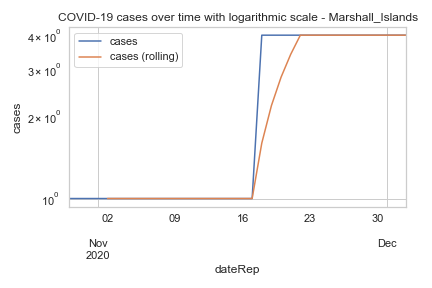 COVID-19 cases over time with logarithmic scale - Marshall_Islands
4 × 10⁰
3 × 10⁰
2 × 10⁰
10⁰
cases
cases
cases (rolling)
02 09 16 23 30
Nov Dec
2020
dateRep